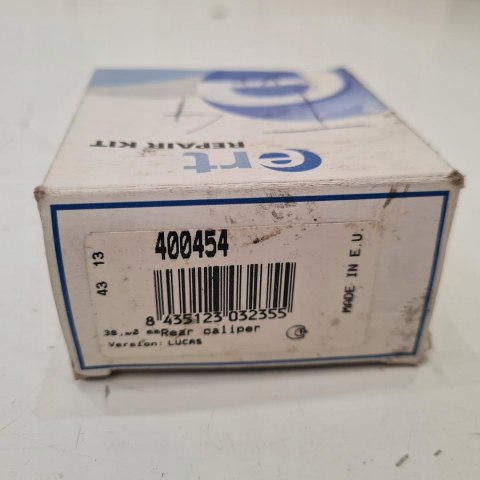 ert
REPAIR KIT
43 13
400454
8 435123 032355
Rear caliper
Version: LUCAS
MADE IN E.U.